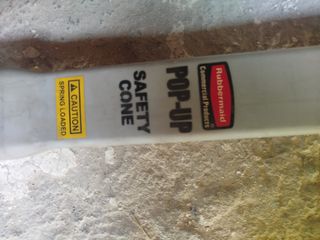 Rubbermaid
Commercial Products
POP-UP
SAFETY
CONE
CAUTION
SPRING LOADED